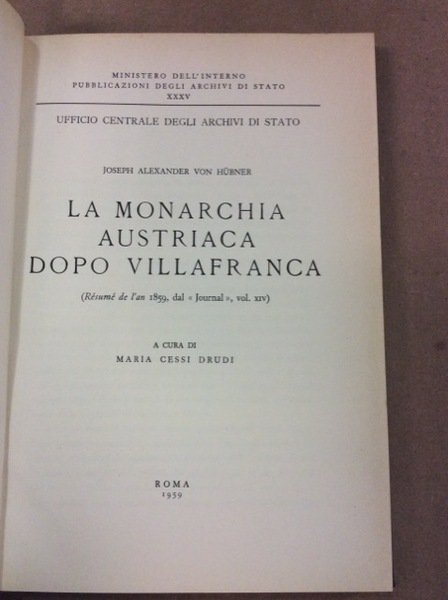 MINISTERO DELL'INTERNO
PUBBLICAZIONI DEGLI ARCHIVI DI STATO
XXXV
UFFICIO CENTRALE DEGLI ARCHIVI DI STATO
JOSEPH ALEXANDER VON HÜBNER
LA MONARCHIA
AUSTRIACA
DOPO VILLAFRANCA
(Résumé de l'an 1859, dal « Journal », vol. XIV)
A CURA DI
MARIA CESSI DRUDI
ROMA
1959